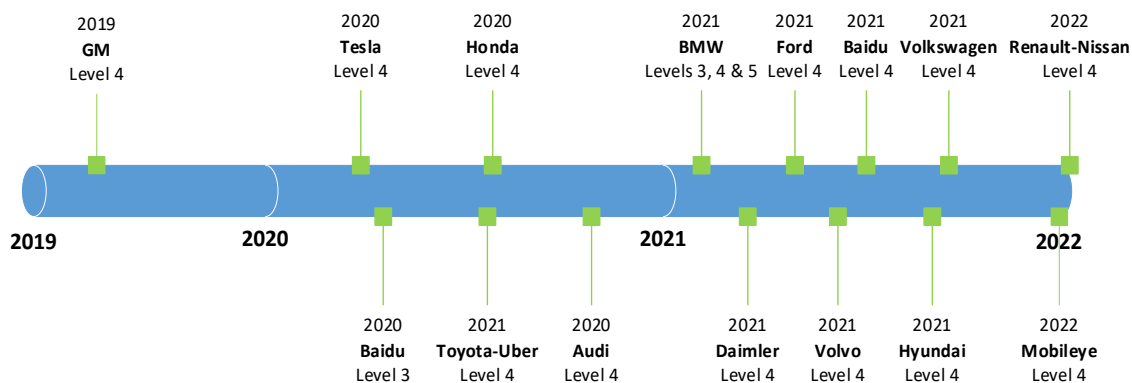 2019
GM
Level 4
2020
Tesla
Level 4
2020
Honda
Level 4
2021
BMW
Levels 3, 4 & 5
2021
Ford
Level 4
2021
Baidu
Level 4
2021
Volkswagen
Level 4
2022
Renault-Nissan
Level 4
2019
2020
2021
2022
2020
Baidu
Level 3
2021
Toyota-Uber
Level 4
2020
Audi
Level 4
2021
Daimler
Level 4
2021
Volvo
Level 4
2021
Hyundai
Level 4
2022
Mobileye
Level 4